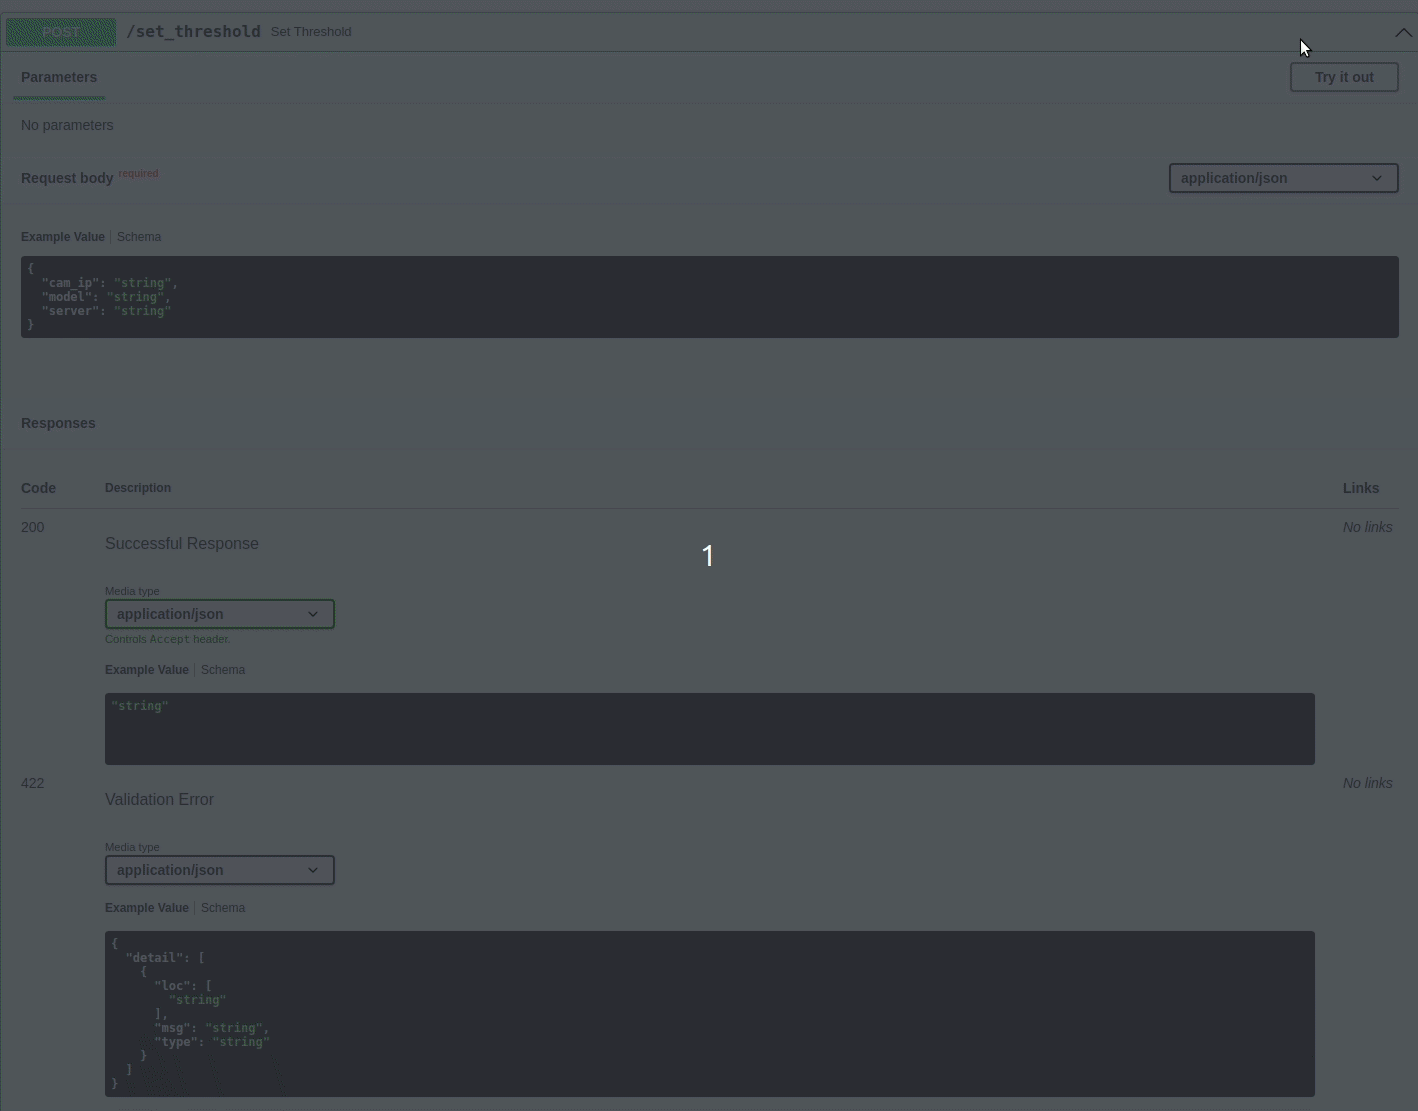 POST /set_threshold Set Threshold
Parameters Try it out
No parameters
Request body required application/json
Example Value | Schema
{
  "cam_ip": "string",
  "model": "string",
  "server": "string"
}
Responses
Code Description Links
200 No links
Successful Response
1
Media type
application/json
Controls Accept header.
Example Value | Schema
"string"
422 No links
Validation Error
Media type
application/json
Example Value | Schema
{
  "detail": [
    {
      "loc": [
        "string"
      ],
      "msg": "string",
      "type": "string"
    }
  ]
}